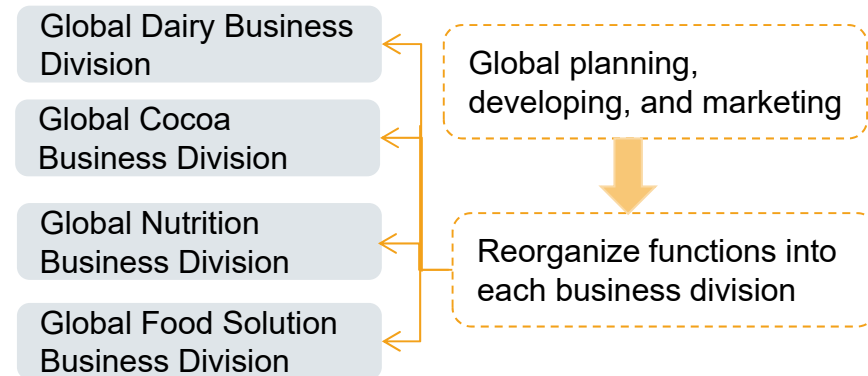 Global Dairy Business
Division
Global Cocoa
Business Division
Global Nutrition
Business Division
Global Food Solution
Business Division
Global planning,
developing, and marketing
Reorganize functions into
each business division